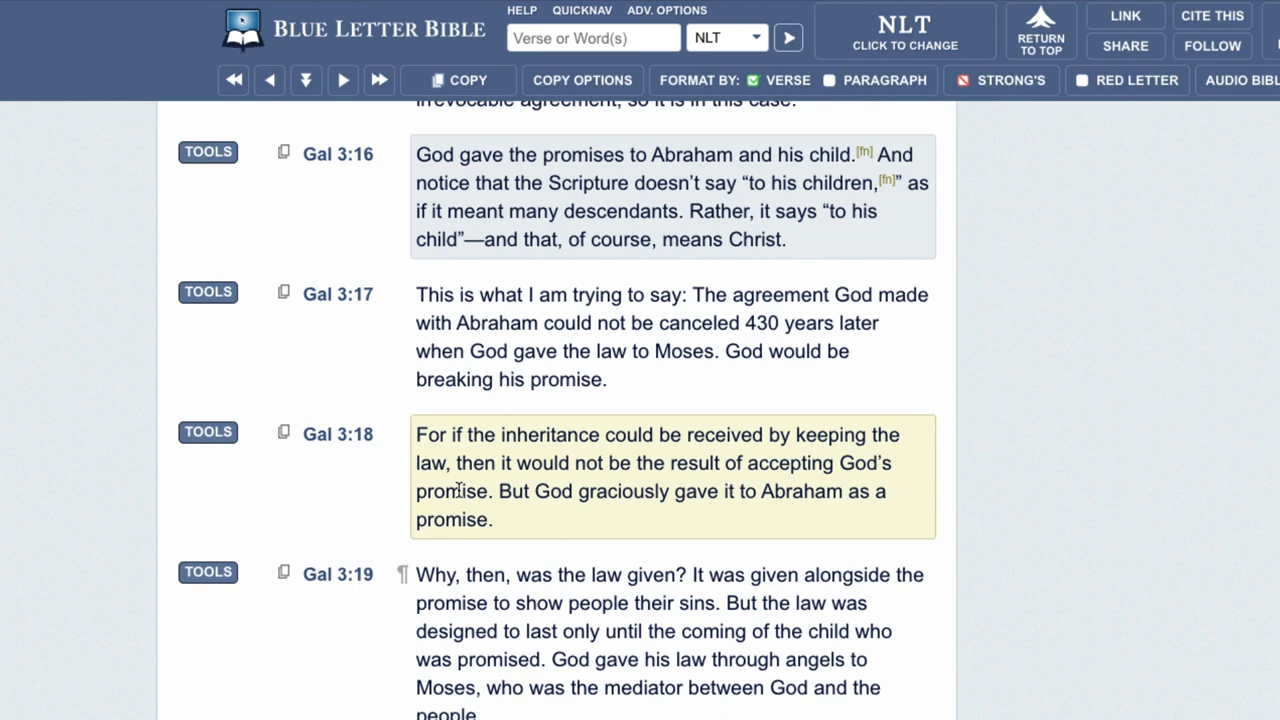 BLUE LETTER BIBLE
HELP QUICKNAV ADV. OPTIONS
Verse or Word(s)
NLT
NLT
CLICK TO CHANGE
RETURN
TO TOP
LINK
CITE THIS
SHARE
FOLLOW
COPY
COPY OPTIONS
FORMAT BY: VERSE PARAGRAPH
STRONG'S
RED LETTER
AUDIO BIBL
irrevocable agreement, so it is in this case.
TOOLS
Gal 3:16
God gave the promises to Abraham and his child.[fn] And
notice that the Scripture doesn’t say “to his children,[fn]” as
if it meant many descendants. Rather, it says “to his
child”—and that, of course, means Christ.
TOOLS
Gal 3:17
This is what I am trying to say: The agreement God made
with Abraham could not be canceled 430 years later
when God gave the law to Moses. God would be
breaking his promise.
TOOLS
Gal 3:18
For if the inheritance could be received by keeping the
law, then it would not be the result of accepting God’s
promise. But God graciously gave it to Abraham as a
promise.
TOOLS
Gal 3:19
¶ Why, then, was the law given? It was given alongside the
promise to show people their sins. But the law was
designed to last only until the coming of the child who
was promised. God gave his law through angels to
Moses, who was the mediator between God and the
people.